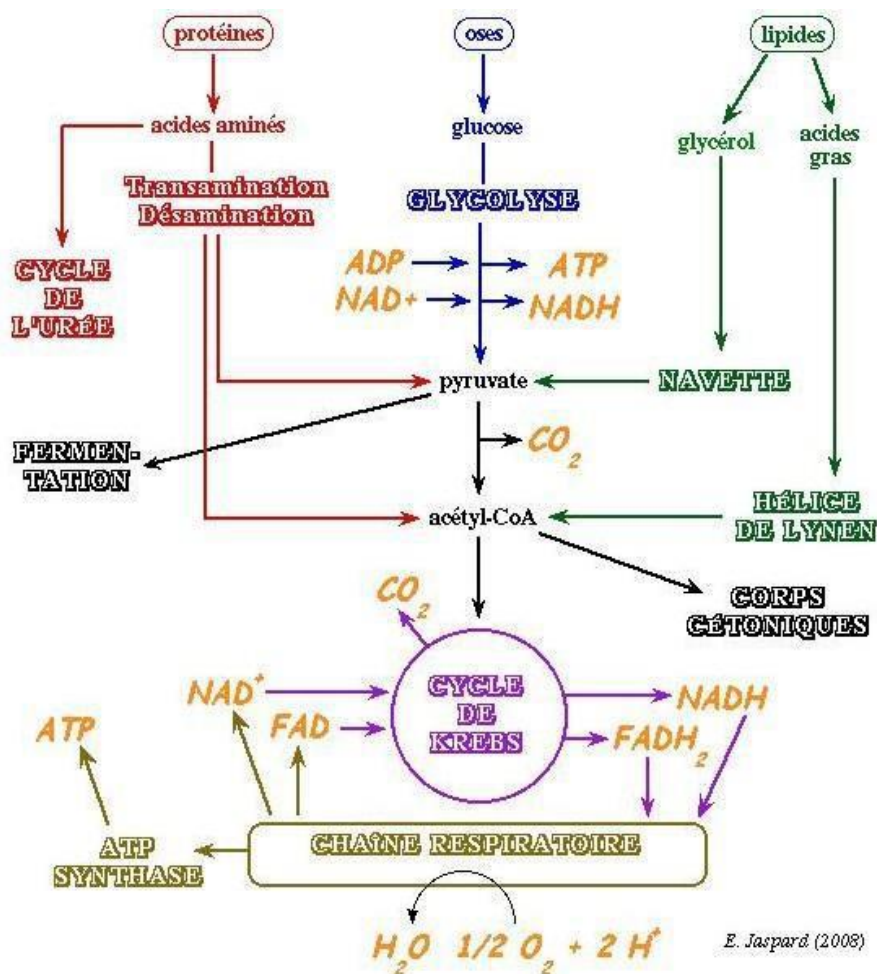 protéines
oses
lipides
acides aminés
glucose
glycérol
acides
gras
Transamination
Désamination
GLYCOLYSE
CYCLE
DE
L'URÉE
ADP
ATP
NAD+
NADH
pyruvate
NAVETTE
FERMEN-
TATION
CO2
acétyl-CoA
HÉLICE
DE LYNEN
CORPS
CÉTONIQUES
CO2
CYCLE
DE
KREBS
NAD+
NADH
ATP
FAD
FADH2
CHAÎNE RESPIRATOIRE
ATP
SYNTHASE
H2O 1/2 O2 + 2 H+
E. Jaspard (2008)